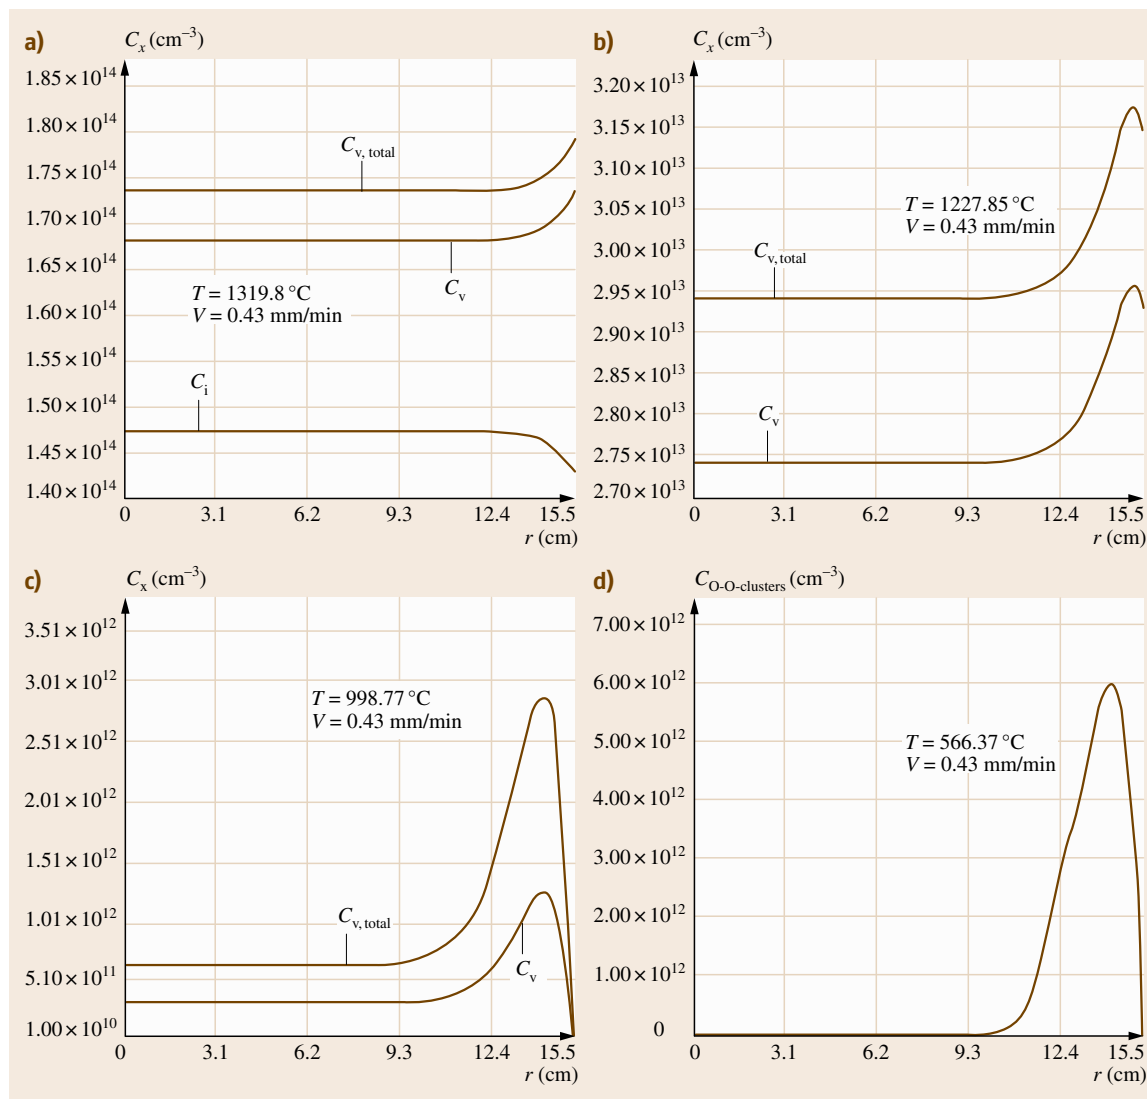 a)
C_x (cm⁻³)
1.85 × 10¹⁴
1.80 × 10¹⁴
1.75 × 10¹⁴
1.70 × 10¹⁴
1.65 × 10¹⁴
1.60 × 10¹⁴
1.55 × 10¹⁴
1.50 × 10¹⁴
1.45 × 10¹⁴
1.40 × 10¹⁴
C_v, total
C_v
T = 1319.8 °C
V = 0.43 mm/min
C_i
0 3.1 6.2 9.3 12.4 15.5
r (cm)
b)
C_x (cm⁻³)
3.20 × 10¹³
3.15 × 10¹³
3.10 × 10¹³
3.05 × 10¹³
3.00 × 10¹³
2.95 × 10¹³
2.90 × 10¹³
2.85 × 10¹³
2.80 × 10¹³
2.75 × 10¹³
2.70 × 10¹³
T = 1227.85 °C
V = 0.43 mm/min
C_v, total
C_v
0 3.1 6.2 9.3 12.4 15.5
r (cm)
c)
C_x (cm⁻³)
3.51 × 10¹²
3.01 × 10¹²
2.51 × 10¹²
2.01 × 10¹²
1.51 × 10¹²
1.01 × 10¹²
5.10 × 10¹¹
1.00 × 10¹⁰
T = 998.77 °C
V = 0.43 mm/min
C_v, total
C_v
0 3.1 6.2 9.3 12.4 15.5
r (cm)
d)
C_O-O-clusters (cm⁻³)
7.00 × 10¹²
6.00 × 10¹²
5.00 × 10¹²
4.00 × 10¹²
3.00 × 10¹²
2.00 × 10¹²
1.00 × 10¹²
0
T = 566.37 °C
V = 0.43 mm/min
0 3.1 6.2 9.3 12.4 15.5
r (cm)